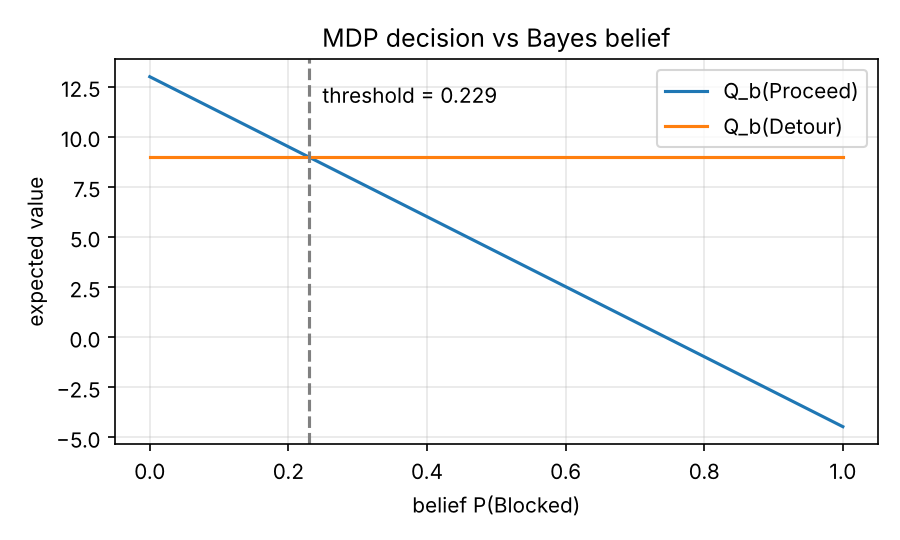 MDP decision vs Bayes belief
threshold = 0.229
Q_b(Proceed)
Q_b(Detour)
expected value
12.5
10.0
7.5
5.0
2.5
0.0
−2.5
−5.0
0.0 0.2 0.4 0.6 0.8 1.0
belief P(Blocked)